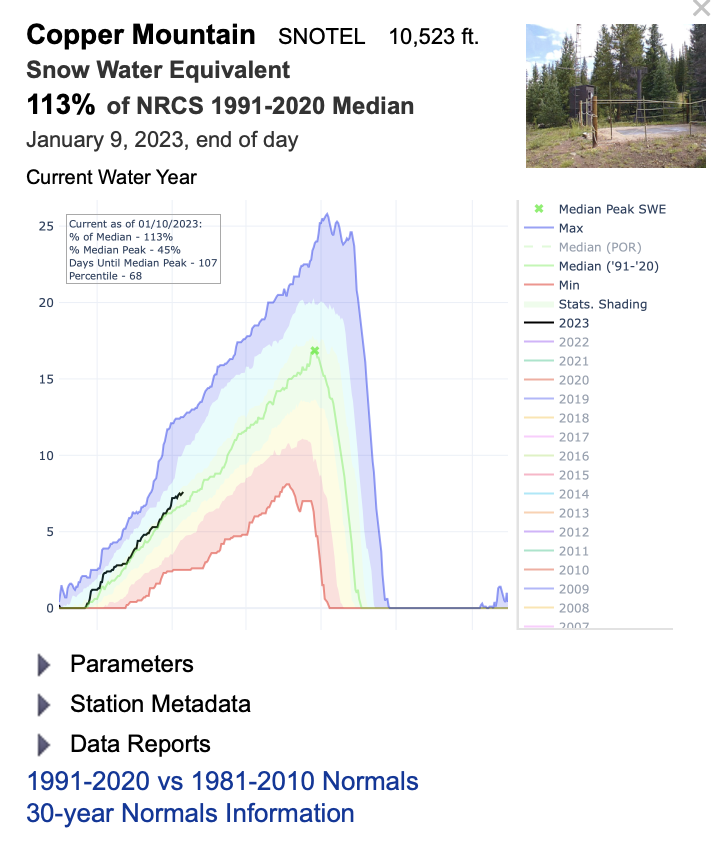 Copper Mountain SNOTEL 10,523 ft.
Snow Water Equivalent
113% of NRCS 1991-2020 Median
January 9, 2023, end of day
Current Water Year
Current as of 01/10/2023:
% of Median - 113%
% Median Peak - 45%
Days Until Median Peak - 107
Percentile - 68
25
20
15
10
5
0
Median Peak SWE
Max
Median (POR)
Median ('91-'20)
Min
Stats. Shading
2023
2022
2021
2020
2019
2018
2017
2016
2015
2014
2013
2012
2011
2010
2009
2008
2007
Parameters
Station Metadata
Data Reports
1991-2020 vs 1981-2010 Normals
30-year Normals Information